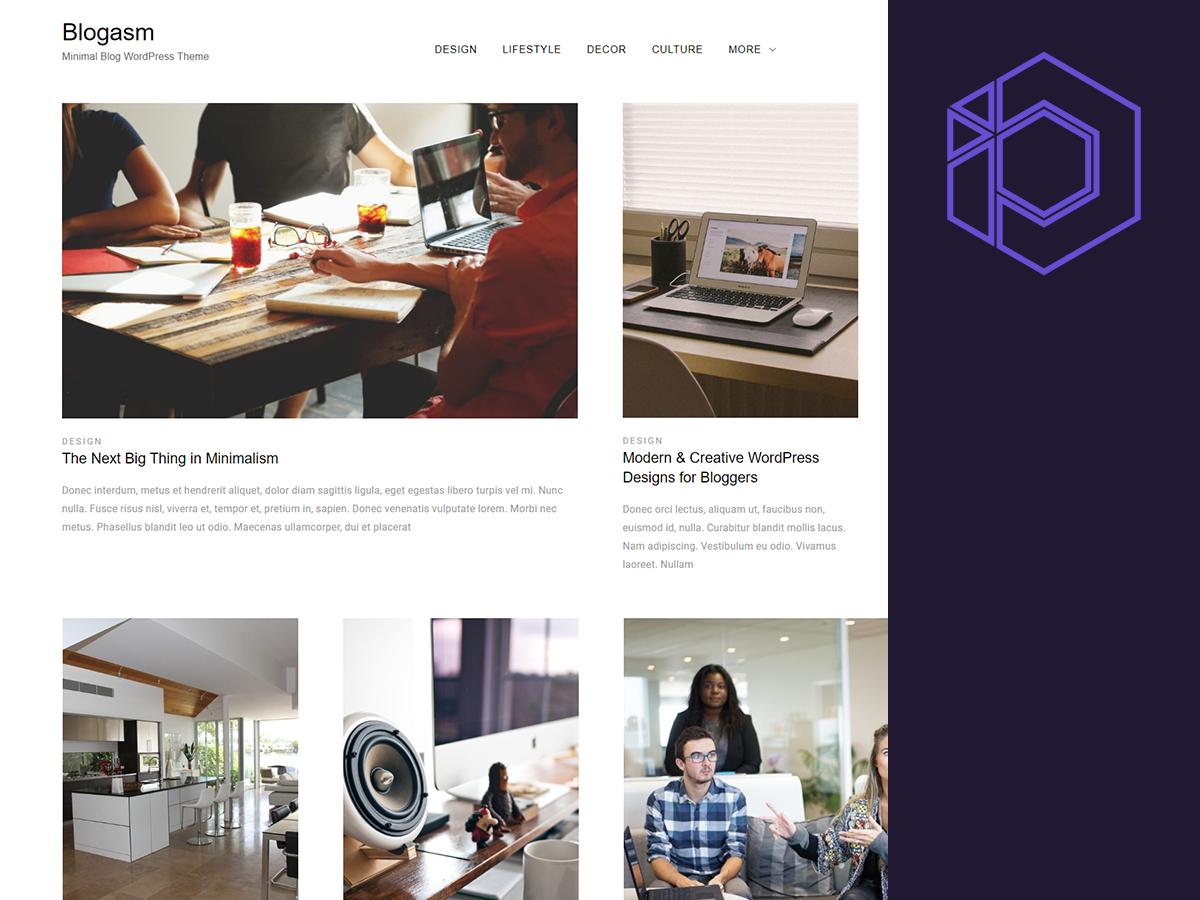 Blogasm
Minimal Blog WordPress Theme
DESIGN LIFESTYLE DECOR CULTURE MORE
DESIGN
The Next Big Thing in Minimalism
Donec interdum, metus et hendrerit aliquet, dolor diam sagittis ligula, eget egestas libero turpis vel mi. Nunc
nulla. Fusce risus nisl, viverra et, tempor et, pretium in, sapien. Donec venenatis vulputate lorem. Morbi nec
metus. Phasellus blandit leo ut odio. Maecenas ullamcorper, dui et placerat
DESIGN
Modern & Creative WordPress
Designs for Bloggers
Donec orci lectus, aliquam ut, faucibus non,
euismod id, nulla. Curabitur blandit mollis lacus.
Nam adipiscing. Vestibulum eu odio. Vivamus
laoreet. Nullam